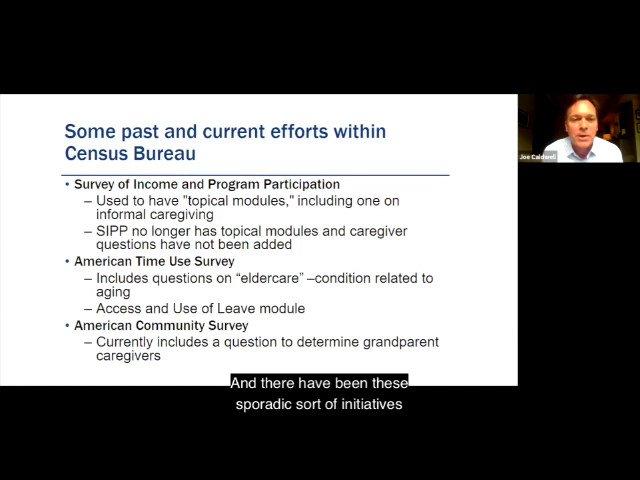 Some past and current efforts within
Census Bureau
• Survey of Income and Program Participation
– Used to have "topical modules," including one on
informal caregiving
– SIPP no longer has topical modules and caregiver
questions have not been added
• American Time Use Survey
– Includes questions on “eldercare” –condition related to
aging
– Access and Use of Leave module
• American Community Survey
– Currently includes a question to determine grandparent
caregivers
Joe Caldwell
And there have been these
sporadic sort of initiatives